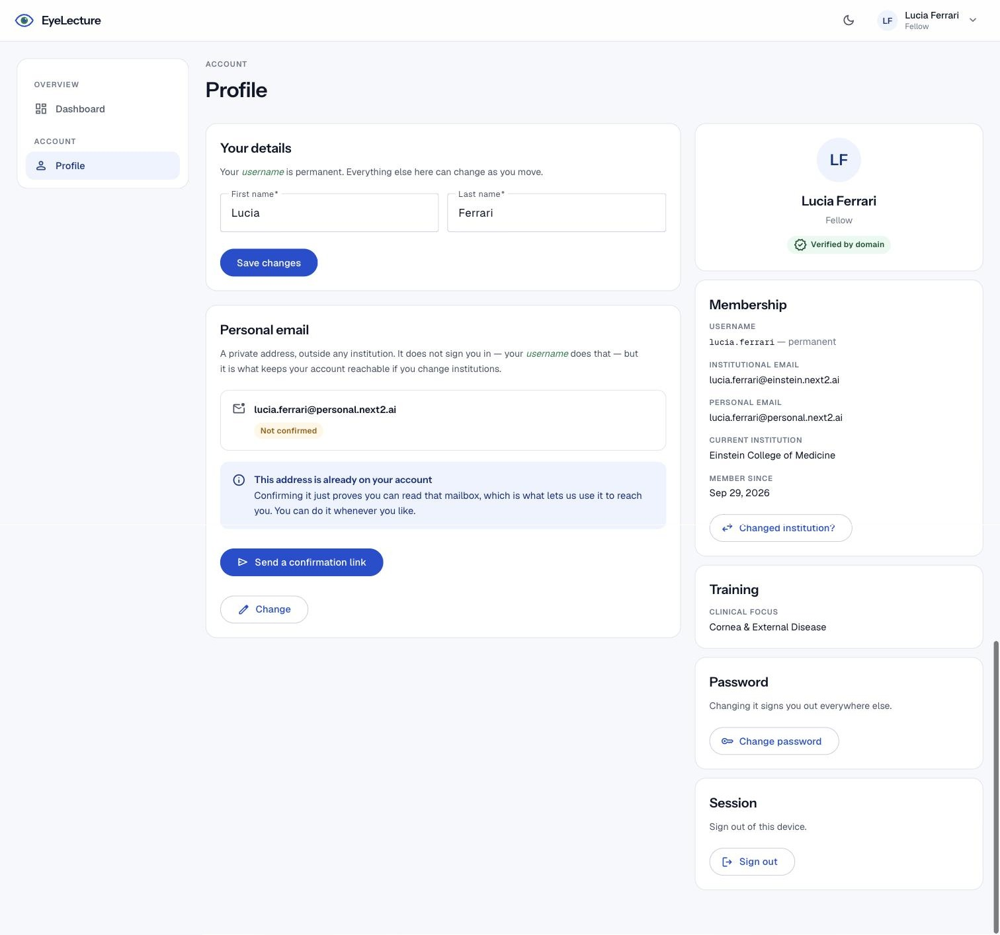 EyeLecture
LF
Lucia Ferrari
Fellow
OVERVIEW
Dashboard
ACCOUNT
Profile
ACCOUNT
Profile
Your details
Your username is permanent. Everything else here can change as you move.
First name*
Lucia
Last name*
Ferrari
Save changes
Personal email
A private address, outside any institution. It does not sign you in — your username does that — but
it is what keeps your account reachable if you change institutions.
lucia.ferrari@personal.next2.ai
Not confirmed
This address is already on your account
Confirming it just proves you can read that mailbox, which is what lets us use it to reach
you. You can do it whenever you like.
Send a confirmation link
Change
LF
Lucia Ferrari
Fellow
Verified by domain
Membership
USERNAME
lucia.ferrari — permanent
INSTITUTIONAL EMAIL
lucia.ferrari@einstein.next2.ai
PERSONAL EMAIL
lucia.ferrari@personal.next2.ai
CURRENT INSTITUTION
Einstein College of Medicine
MEMBER SINCE
Sep 29, 2026
Changed institution?
Training
CLINICAL FOCUS
Cornea & External Disease
Password
Changing it signs you out everywhere else.
Change password
Session
Sign out of this device.
Sign out